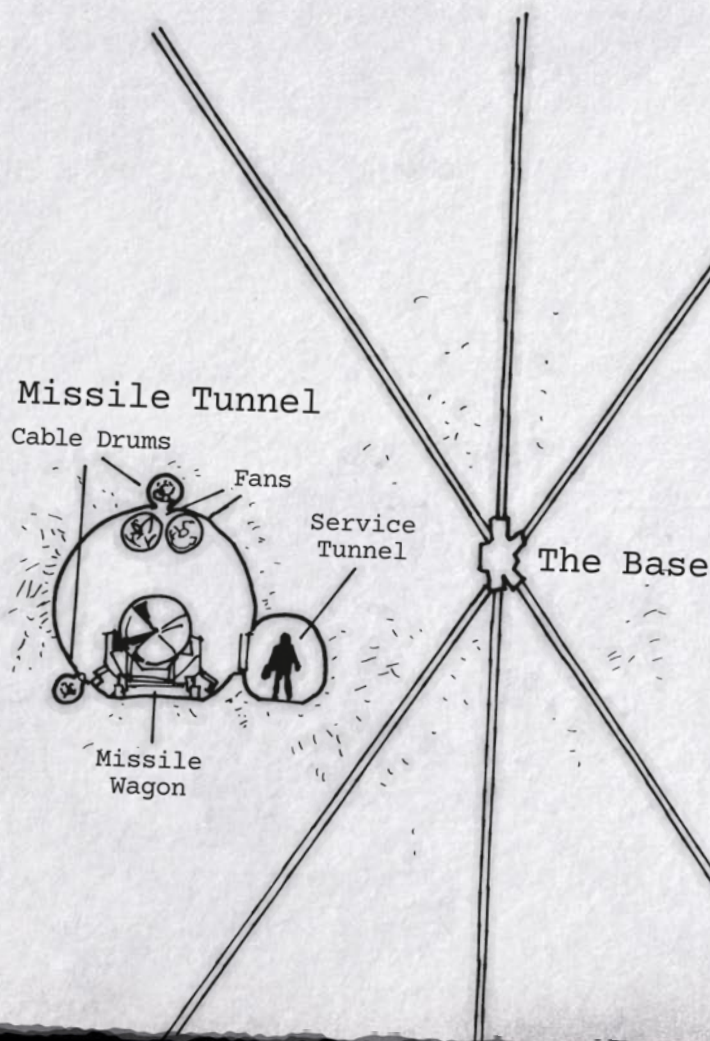 Missile Tunnel
Cable Drums
Fans
Service
Tunnel
The Base
Missile
Wagon